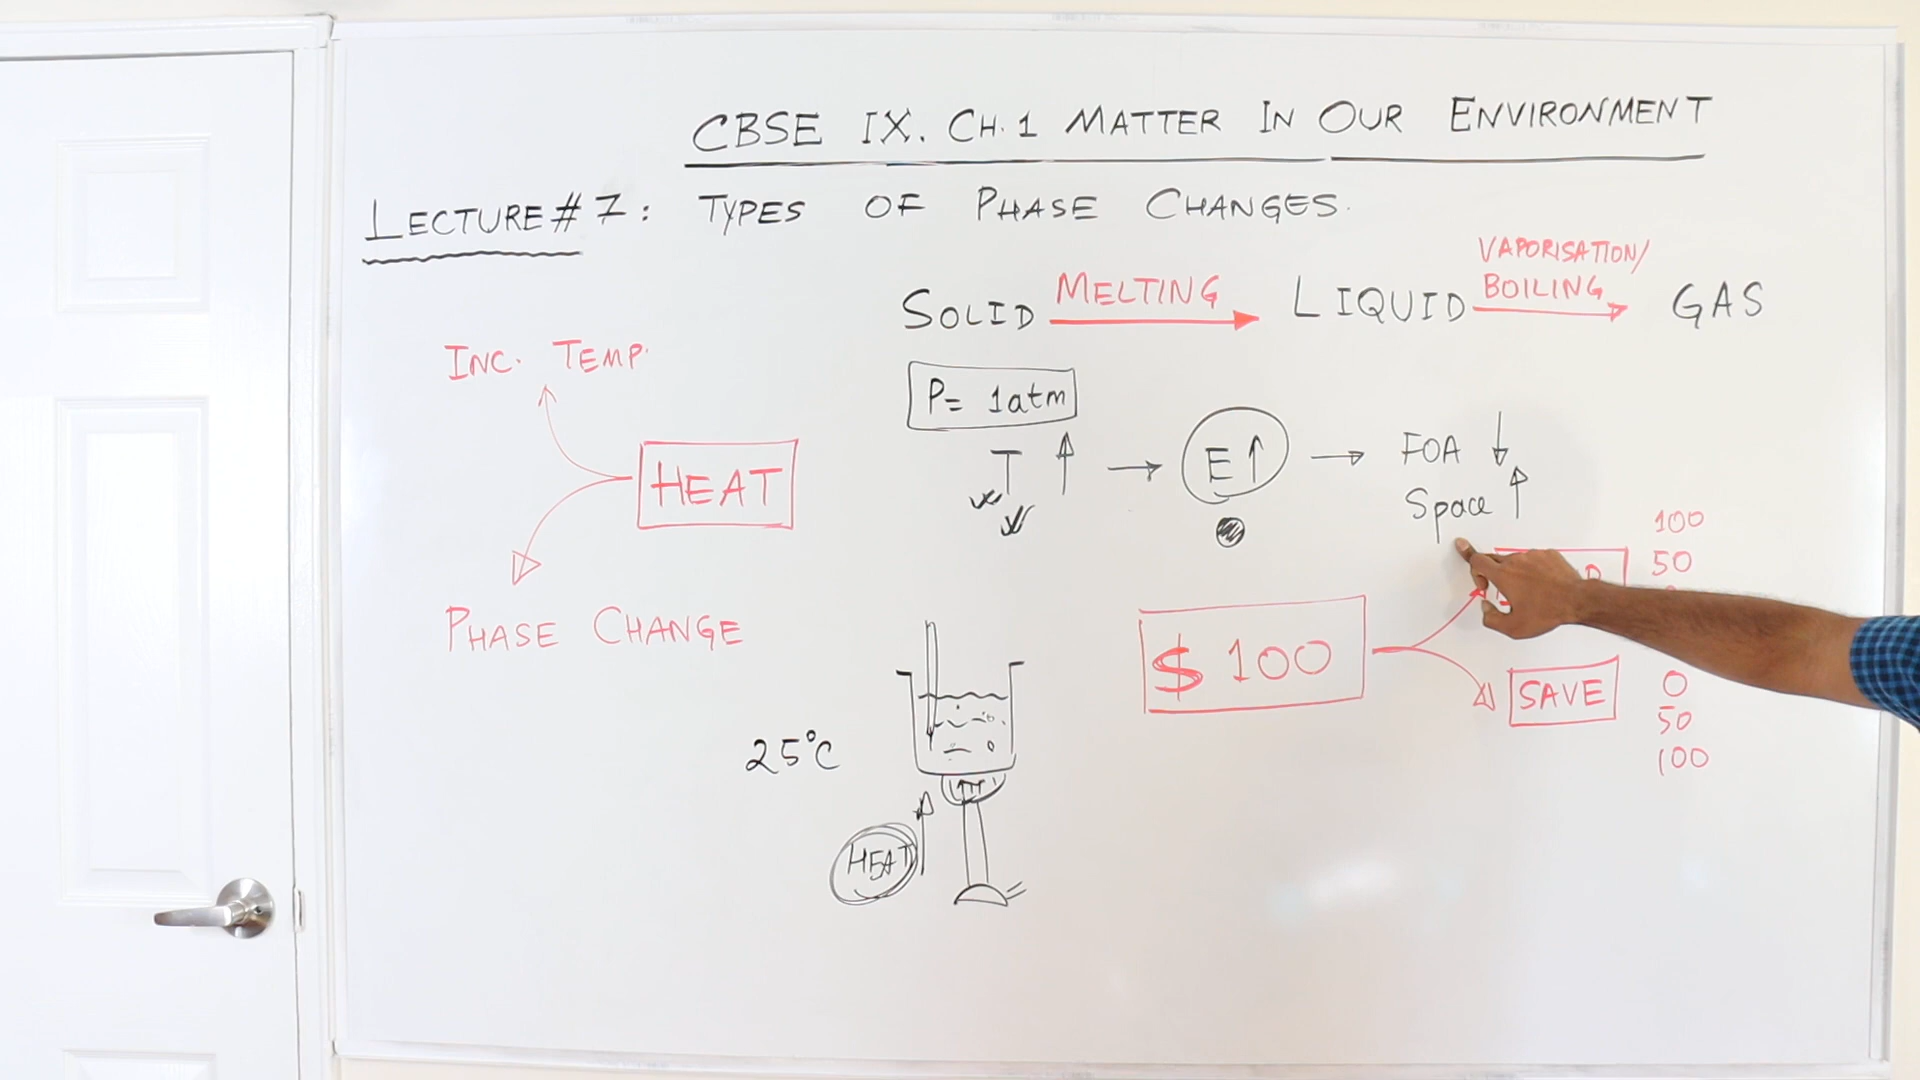 CBSE IX. CH. 1 MATTER IN OUR ENVIRONMENT
LECTURE # 7: TYPES OF PHASE CHANGES.
SOLID MELTING LIQUID VAPORISATION/ BOILING GAS
INC. TEMP.
P = 1atm
HEAT
T ↑ → E↑ → FOA ↓
Space ↑
PHASE CHANGE
$ 100
100
50
SAVE
0
50
100
25°C
HEAT